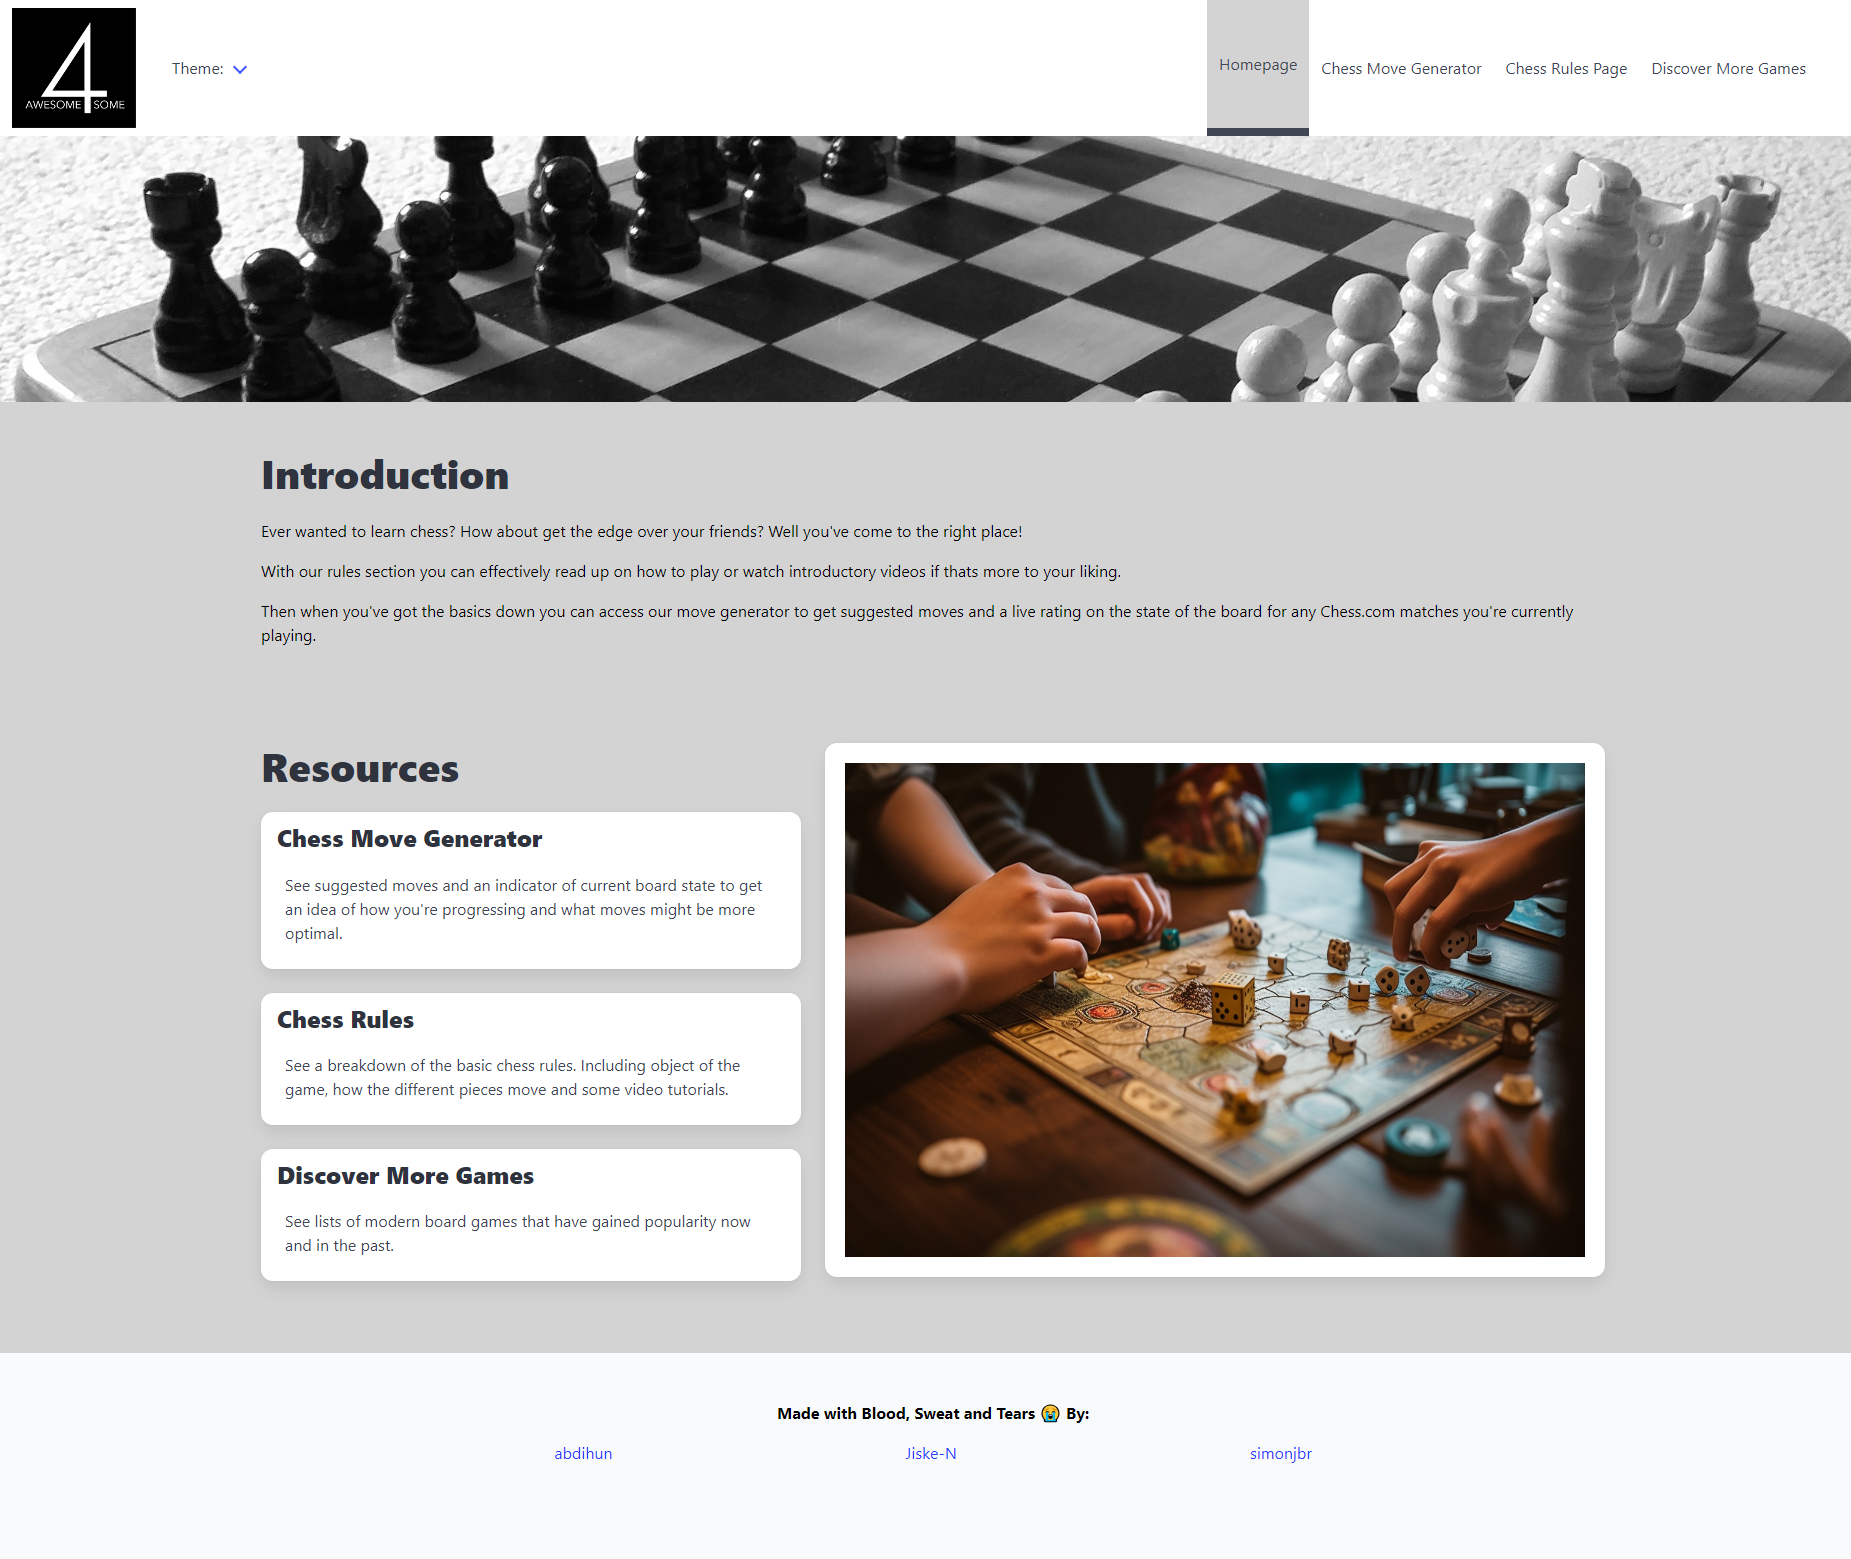 4
AWESOME SOME
Theme:
Homepage
Chess Move Generator
Chess Rules Page
Discover More Games
Introduction
Ever wanted to learn chess? How about get the edge over your friends? Well you've come to the right place!
With our rules section you can effectively read up on how to play or watch introductory videos if thats more to your liking.
Then when you've got the basics down you can access our move generator to get suggested moves and a live rating on the state of the board for any Chess.com matches you're currently
playing.
Resources
Chess Move Generator
See suggested moves and an indicator of current board state to get
an idea of how you're progressing and what moves might be more
optimal.
Chess Rules
See a breakdown of the basic chess rules. Including object of the
game, how the different pieces move and some video tutorials.
Discover More Games
See lists of modern board games that have gained popularity now
and in the past.
Made with Blood, Sweat and Tears 😭 By:
abdihun
Jiske-N
simonjbr